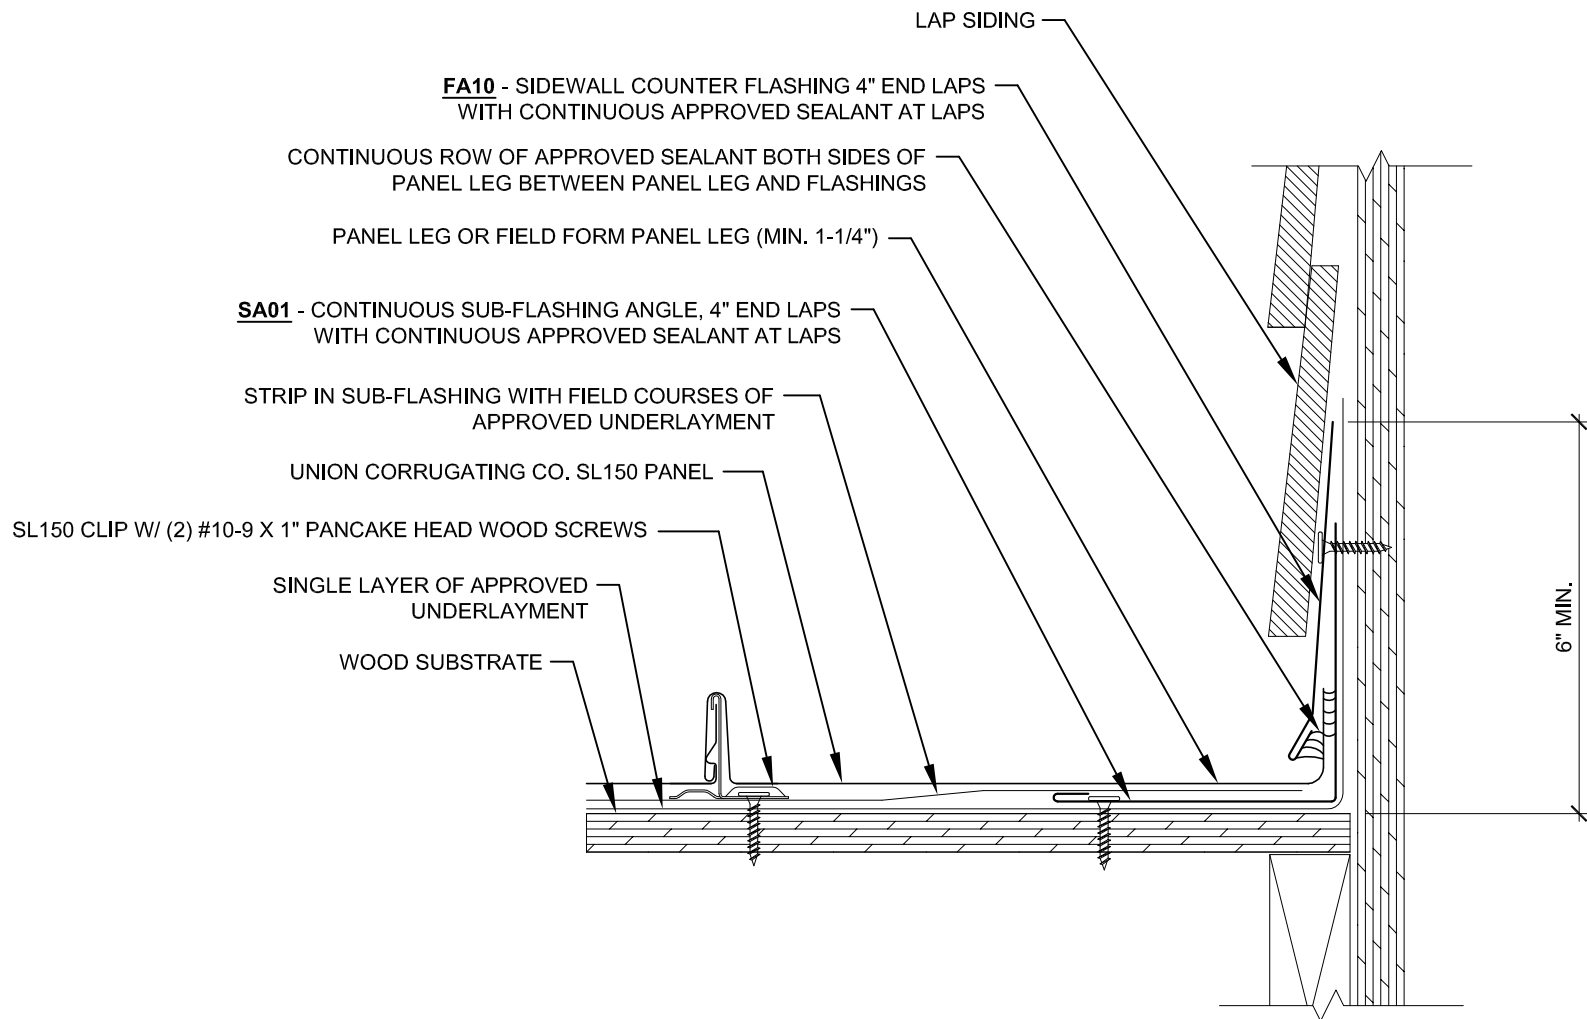 LAP SIDING
FA10 - SIDEWALL COUNTER FLASHING 4" END LAPS
WITH CONTINUOUS APPROVED SEALANT AT LAPS
CONTINUOUS ROW OF APPROVED SEALANT BOTH SIDES OF
PANEL LEG BETWEEN PANEL LEG AND FLASHINGS
PANEL LEG OR FIELD FORM PANEL LEG (MIN. 1-1/4")
SA01 - CONTINUOUS SUB-FLASHING ANGLE, 4" END LAPS
WITH CONTINUOUS APPROVED SEALANT AT LAPS
STRIP IN SUB-FLASHING WITH FIELD COURSES OF
APPROVED UNDERLAYMENT
UNION CORRUGATING CO. SL150 PANEL
SL150 CLIP W/ (2) #10-9 X 1" PANCAKE HEAD WOOD SCREWS
SINGLE LAYER OF APPROVED
UNDERLAYMENT
WOOD SUBSTRATE
6" MIN.